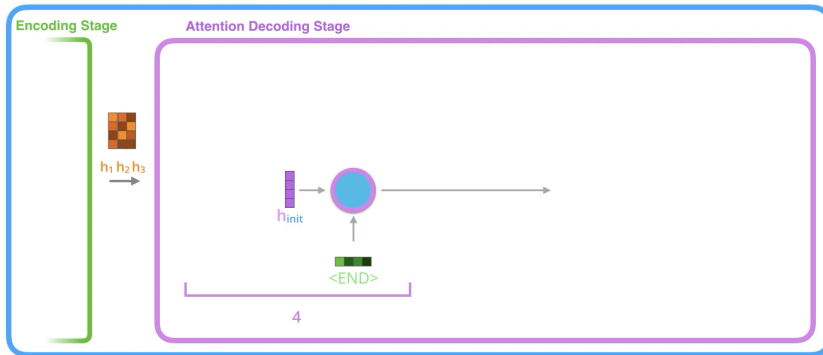 Encoding Stage
Attention Decoding Stage
h₁ h₂ h₃
hinit
<END>
4